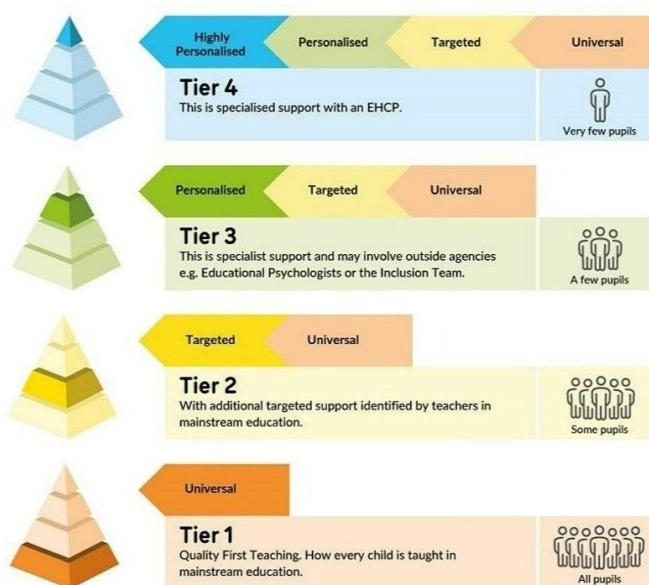 Highly
Personalised
Personalised
Targeted
Universal
Tier 4
This is specialised support with an EHCP.
Very few pupils
Personalised
Targeted
Universal
Tier 3
This is specialist support and may involve outside agencies
e.g. Educational Psychologists or the Inclusion Team.
A few pupils
Targeted
Universal
Tier 2
With additional targeted support identified by teachers in
mainstream education.
Some pupils
Universal
Tier 1
Quality First Teaching. How every child is taught in
mainstream education.
All pupils